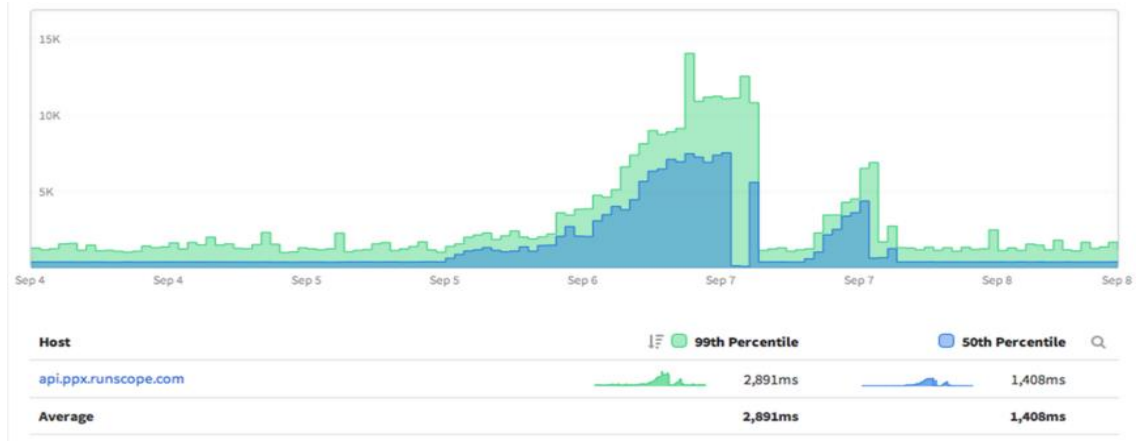 15K
10K
5K
Sep 4 Sep 4 Sep 5 Sep 5 Sep 6 Sep 7 Sep 7 Sep 8 Sep 8
Host 99th Percentile 50th Percentile
api.ppx.runscope.com 2,891ms 1,408ms
Average 2,891ms 1,408ms